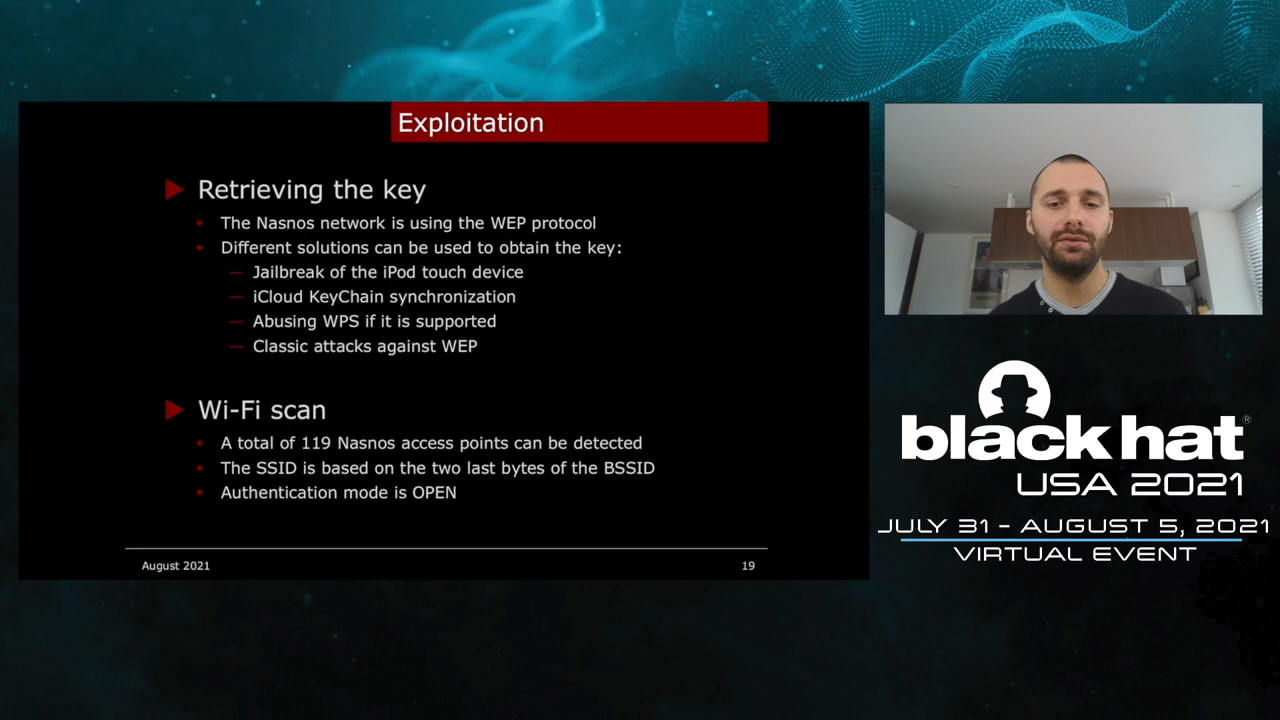 Exploitation
Retrieving the key
The Nasnos network is using the WEP protocol
Different solutions can be used to obtain the key:
Jailbreak of the iPod touch device
iCloud KeyChain synchronization
Abusing WPS if it is supported
Classic attacks against WEP
Wi-Fi scan
A total of 119 Nasnos access points can be detected
The SSID is based on the two last bytes of the BSSID
Authentication mode is OPEN
August 2021
19
black hat®
USA 2021
JULY 31 - AUGUST 5, 2021
VIRTUAL EVENT